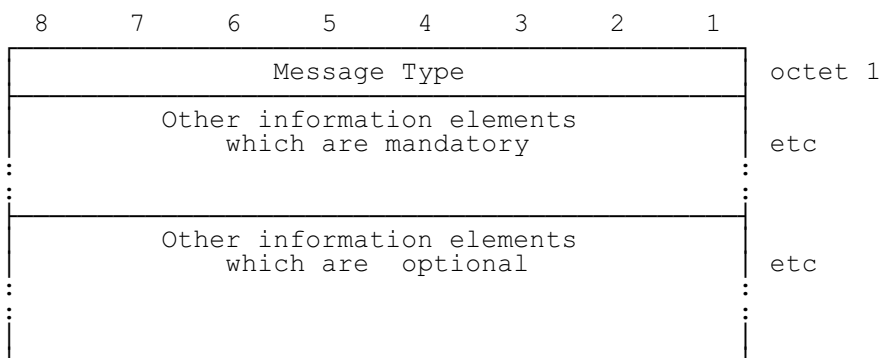 8 7 6 5 4 3 2 1
Message Type octet 1
Other information elements
which are mandatory etc
Other information elements
which are optional etc